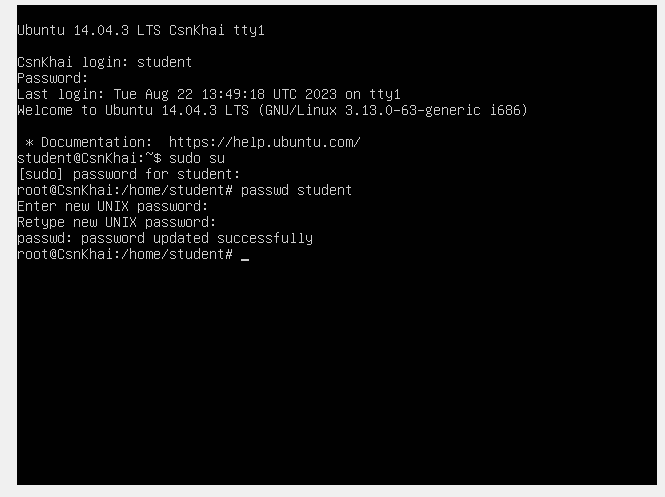 Ubuntu 14.04.3 LTS CsnKhai tty1
CsnKhai login: student
Password:
Last login: Tue Aug 22 13:49:18 UTC 2023 on tty1
Welcome to Ubuntu 14.04.3 LTS (GNU/Linux 3.13.0-63-generic i686)
* Documentation:  https://help.ubuntu.com/
student@CsnKhai:~$ sudo su
[sudo] password for student:
root@CsnKhai:/home/student# passwd student
Enter new UNIX password:
Retype new UNIX password:
passwd: password updated successfully
root@CsnKhai:/home/student# _